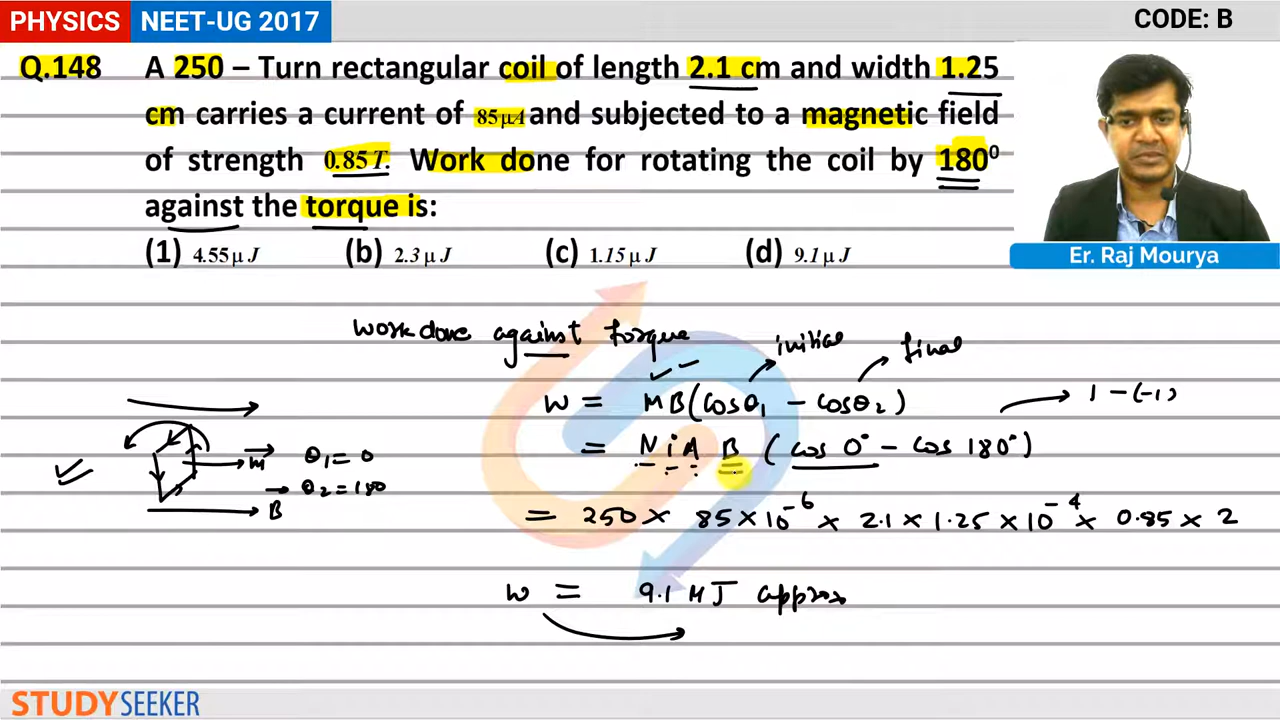 PHYSICS NEET-UG 2017 CODE: B
Q.148 A 250 – Turn rectangular coil of length 2.1 cm and width 1.25
cm carries a current of 85μA and subjected to a magnetic field
of strength 0.85T. Work done for rotating the coil by 180⁰
against the torque is:
(1) 4.55μJ (b) 2.3μJ (c) 1.15μJ (d) 9.1μJ
Er. Raj Mourya
work done against torque
initial final
W = MB(cosθ₁ - cosθ₂) 1-(-1)
= NiAB (cos 0° - cos 180°)
m θ₁ = 0
θ₂ = 180
B
= 250 × 85 × 10⁻⁶ × 2.1 × 1.25 × 10⁻⁴ × 0.85 × 2
W = 9.1 μJ approx
STUDYSEEKER